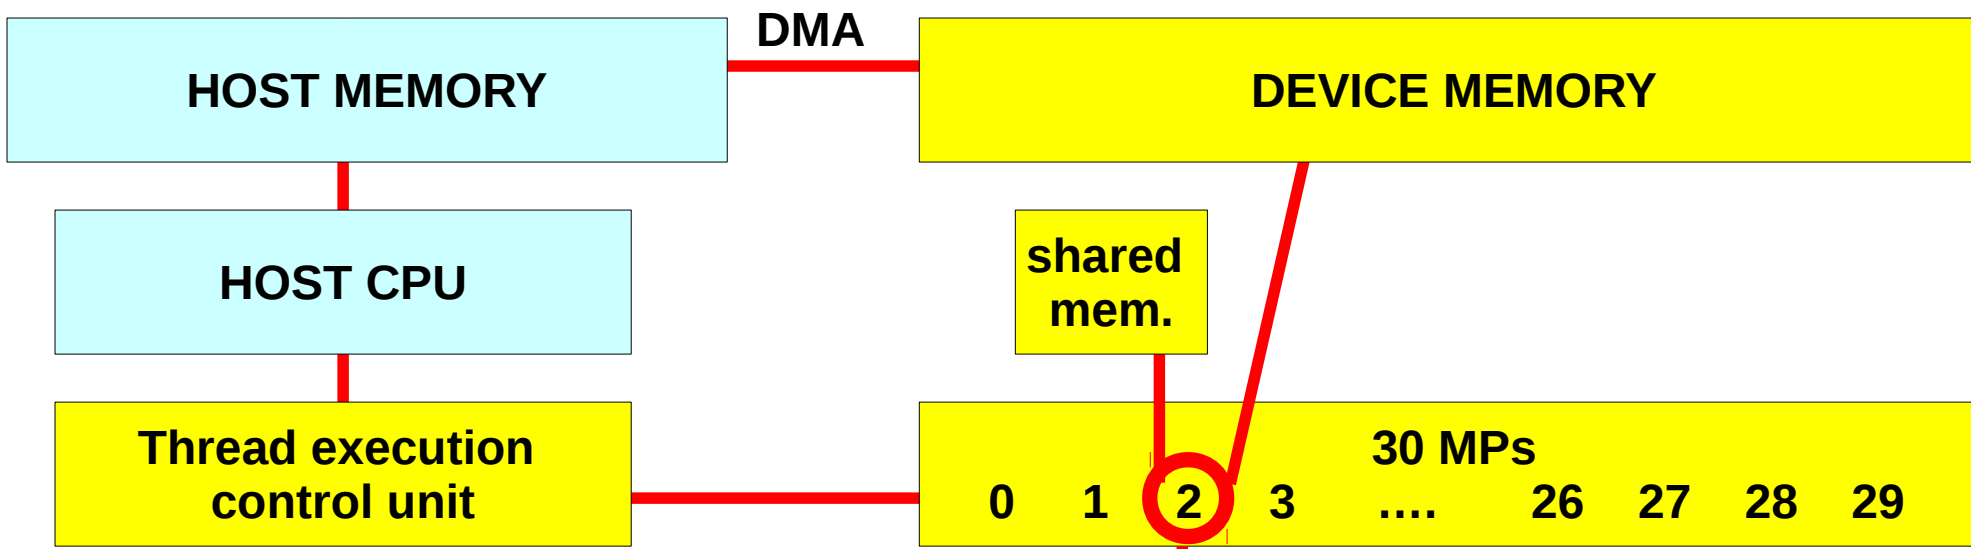 DMA
HOST MEMORY
DEVICE MEMORY
HOST CPU
shared
mem.
Thread execution
control unit
30 MPs
0 1 2 3 .... 26 27 28 29